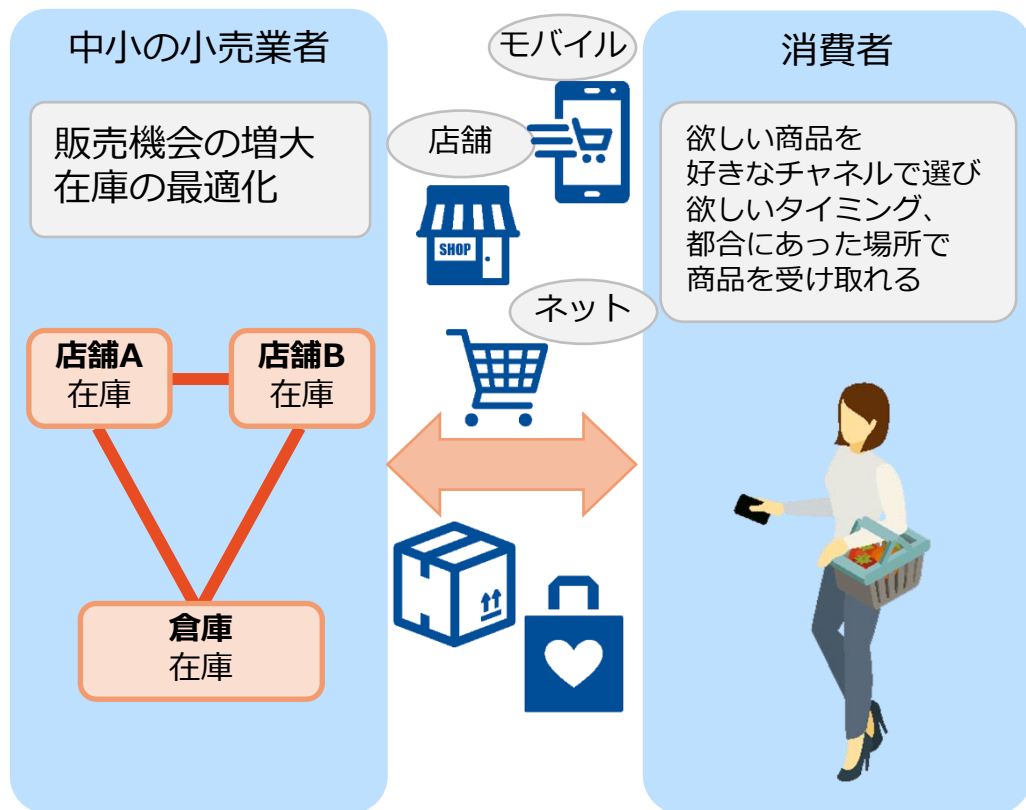 中小の小売業者
販売機会の増大
在庫の最適化
店舗A
在庫
店舗B
在庫
倉庫
在庫
モバイル
店舗
SHOP
ネット
消費者
欲しい商品を
好きなチャネルで選び
欲しいタイミング、
都合にあった場所で
商品を受け取れる